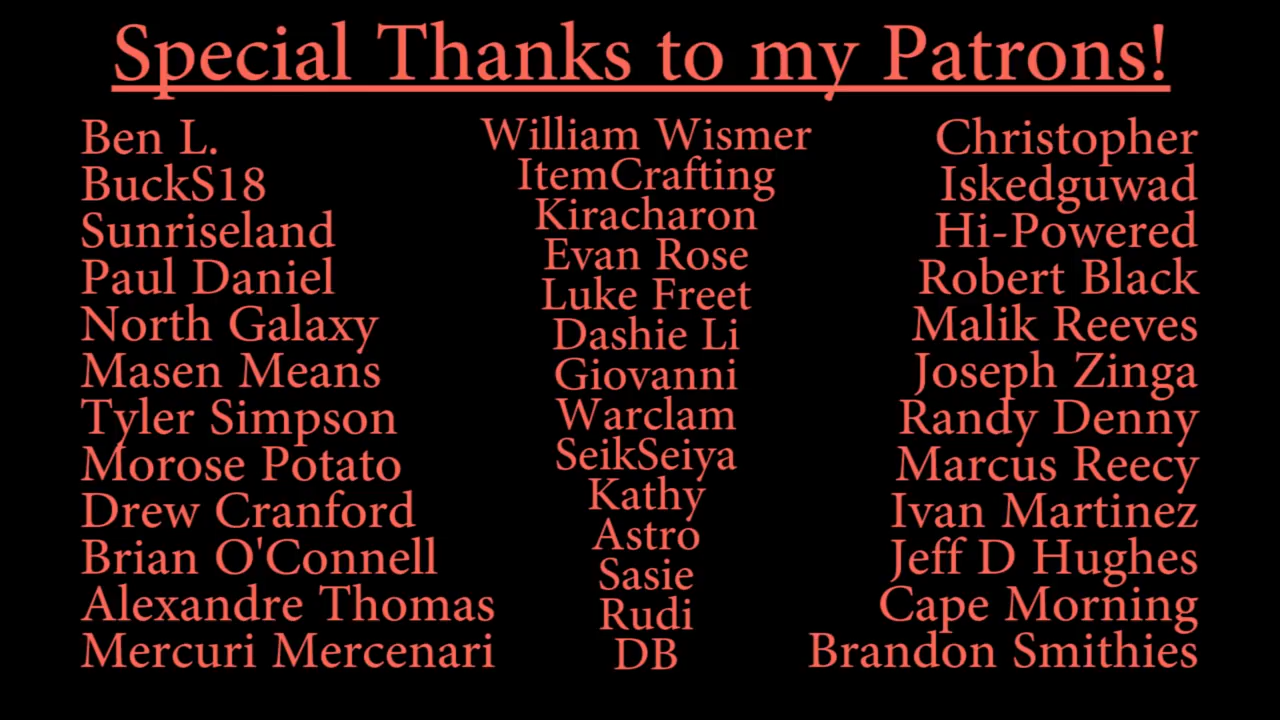 Special Thanks to my Patrons!
Ben L.
BuckS18
Sunriseland
Paul Daniel
North Galaxy
Masen Means
Tyler Simpson
Morose Potato
Drew Cranford
Brian O'Connell
Alexandre Thomas
Mercuri Mercenari
William Wismer
ItemCrafting
Kiracharon
Evan Rose
Luke Freet
Dashie Li
Giovanni
Warclam
SeikSeiya
Kathy
Astro
Sasie
Rudi
DB
Christopher
Iskedguwad
Hi-Powered
Robert Black
Malik Reeves
Joseph Zinga
Randy Denny
Marcus Reecy
Ivan Martinez
Jeff D Hughes
Cape Morning
Brandon Smithies